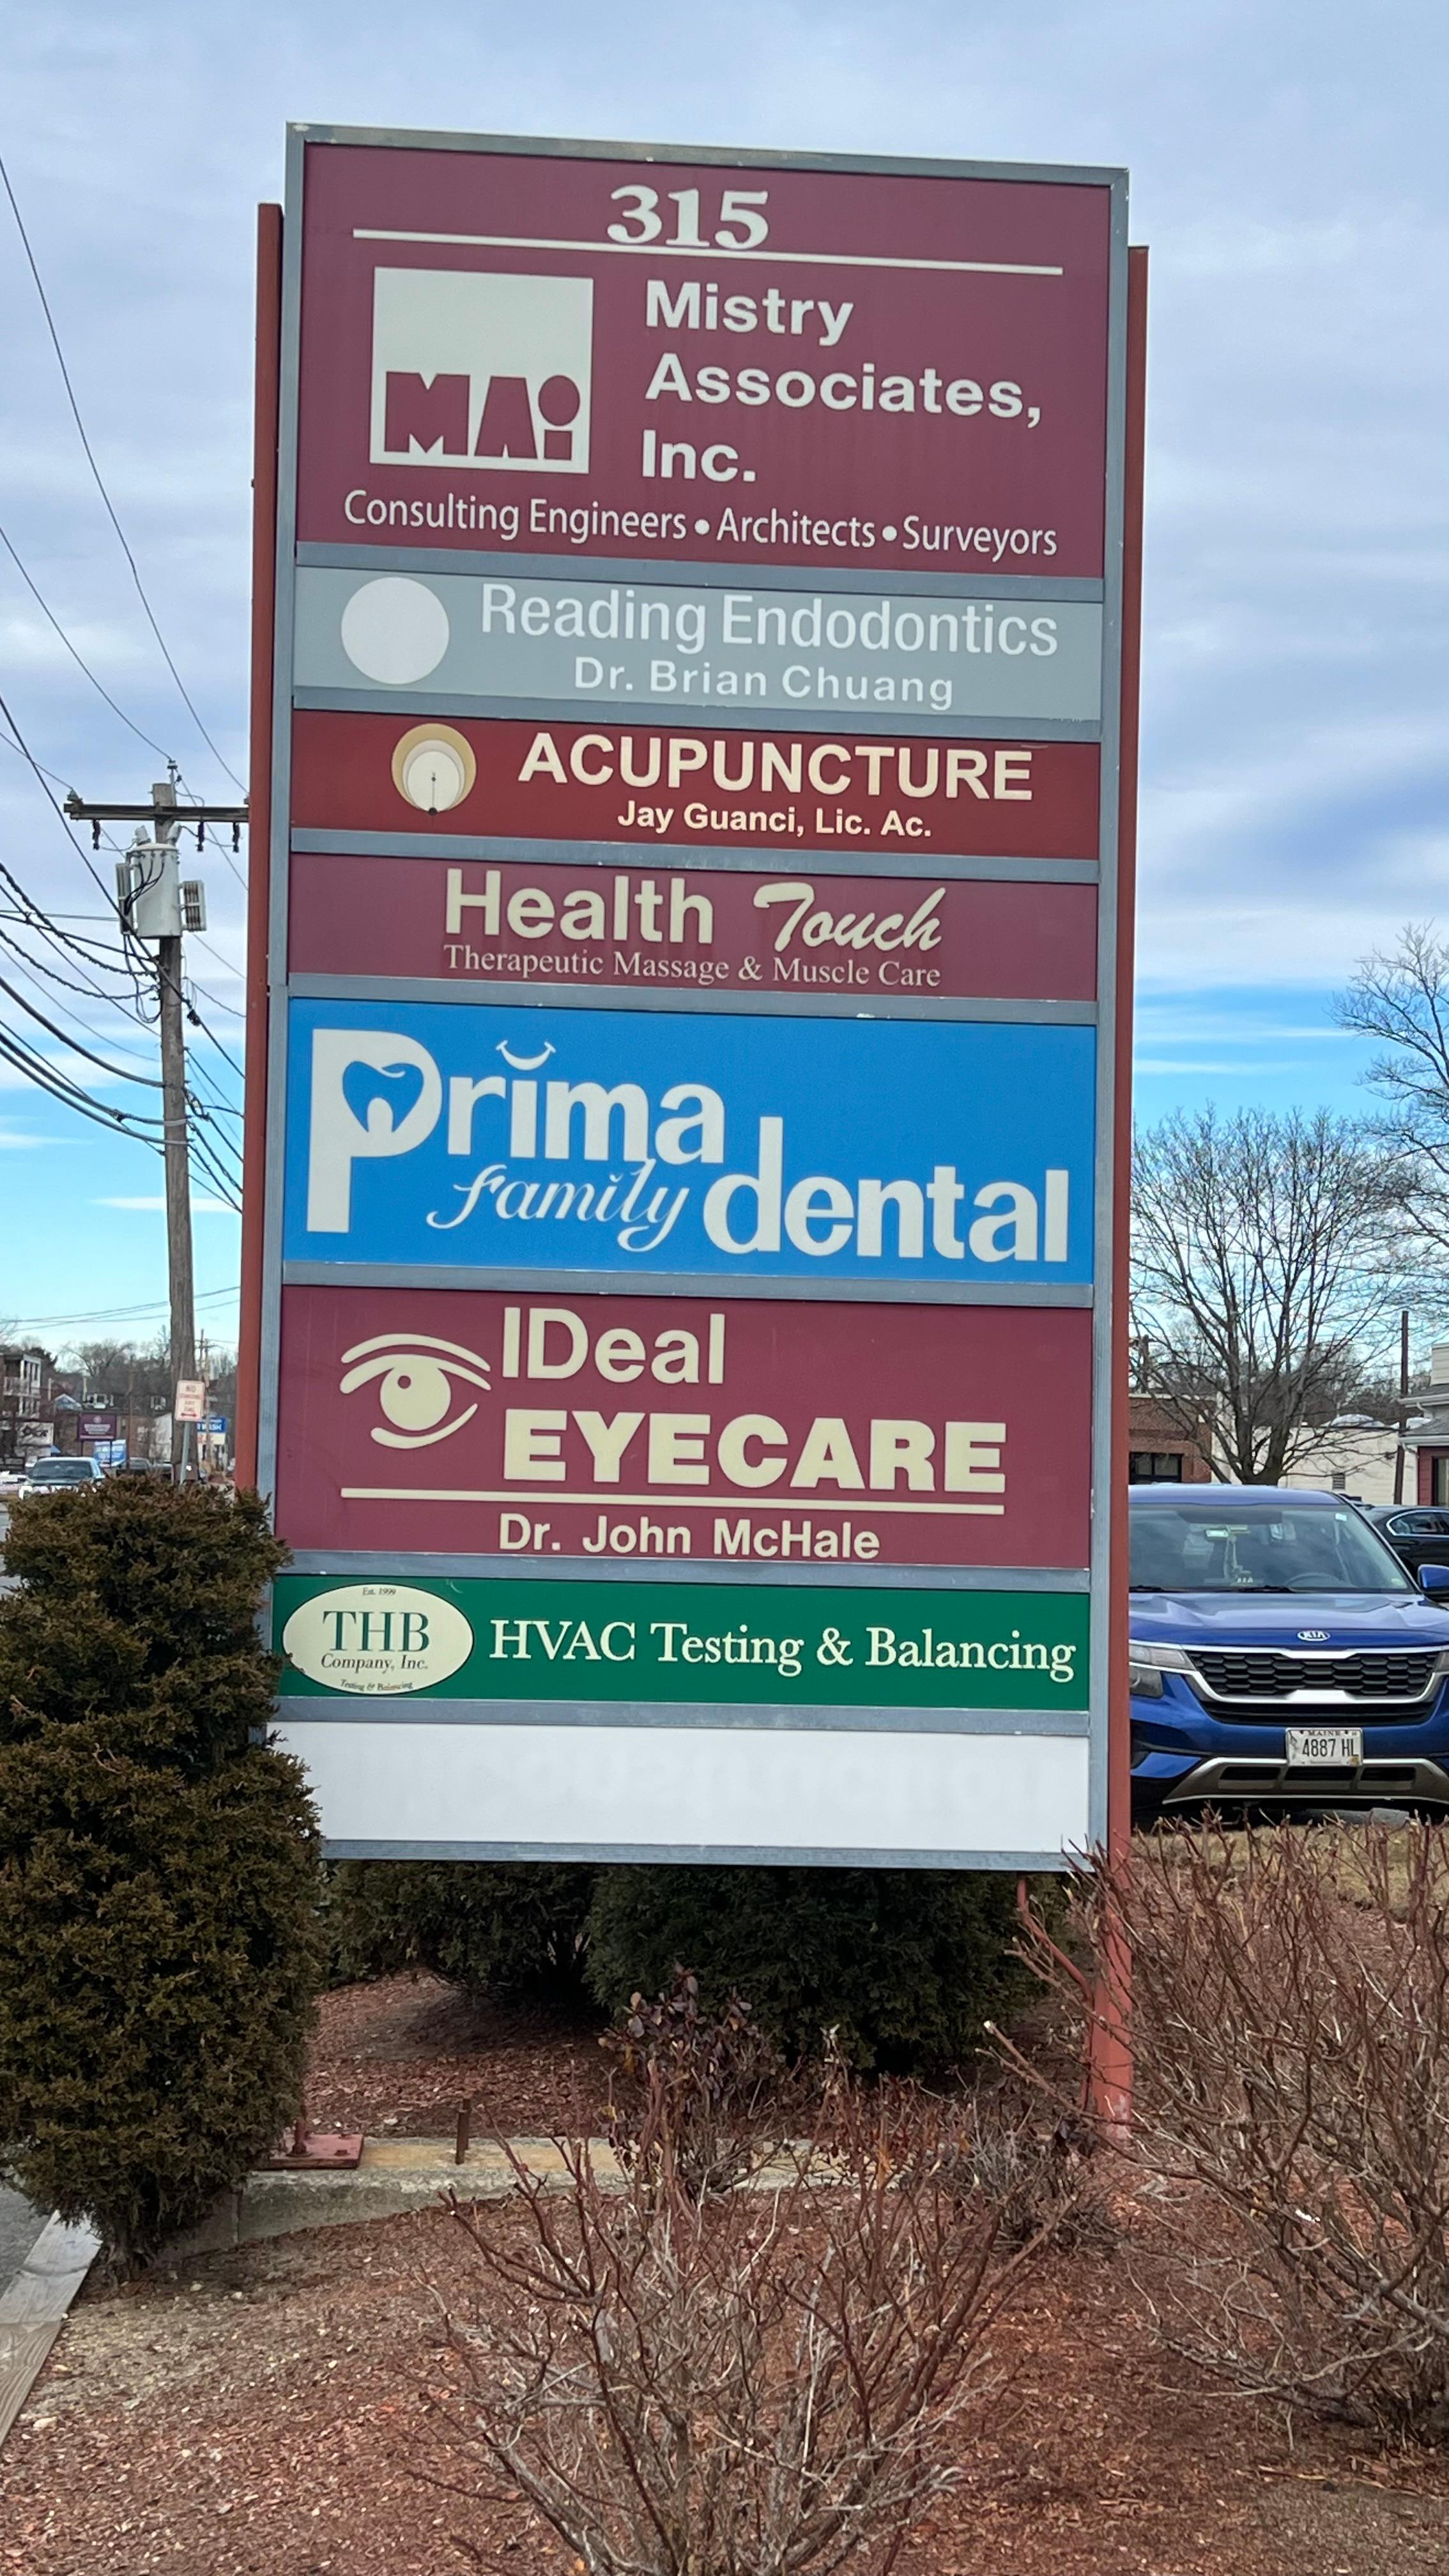 315
MAi
Mistry
Associates,
Inc.
Consulting Engineers • Architects • Surveyors
Reading Endodontics
Dr. Brian Chuang
ACUPUNCTURE
Jay Guanci, Lic. Ac.
Health Touch
Therapeutic Massage & Muscle Care
Prima
family dental
IDeal
EYECARE
Dr. John McHale
Est. 1999
THB
Company, Inc.
Testing & Balancing
HVAC Testing & Balancing
NO
KIA
MAINE
4887 HL